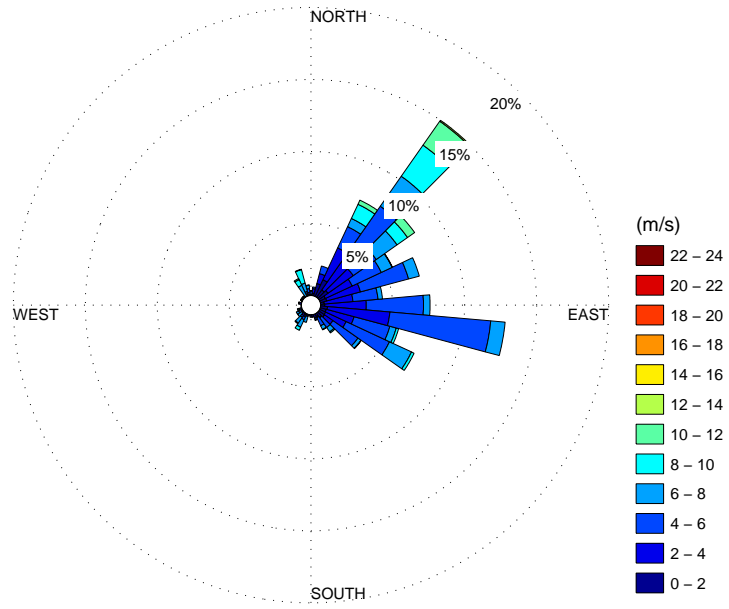 NORTH
20%
15%
10%
5%
WEST
EAST
SOUTH
(m/s)
22 – 24
20 – 22
18 – 20
16 – 18
14 – 16
12 – 14
10 – 12
8 – 10
6 – 8
4 – 6
2 – 4
0 – 2